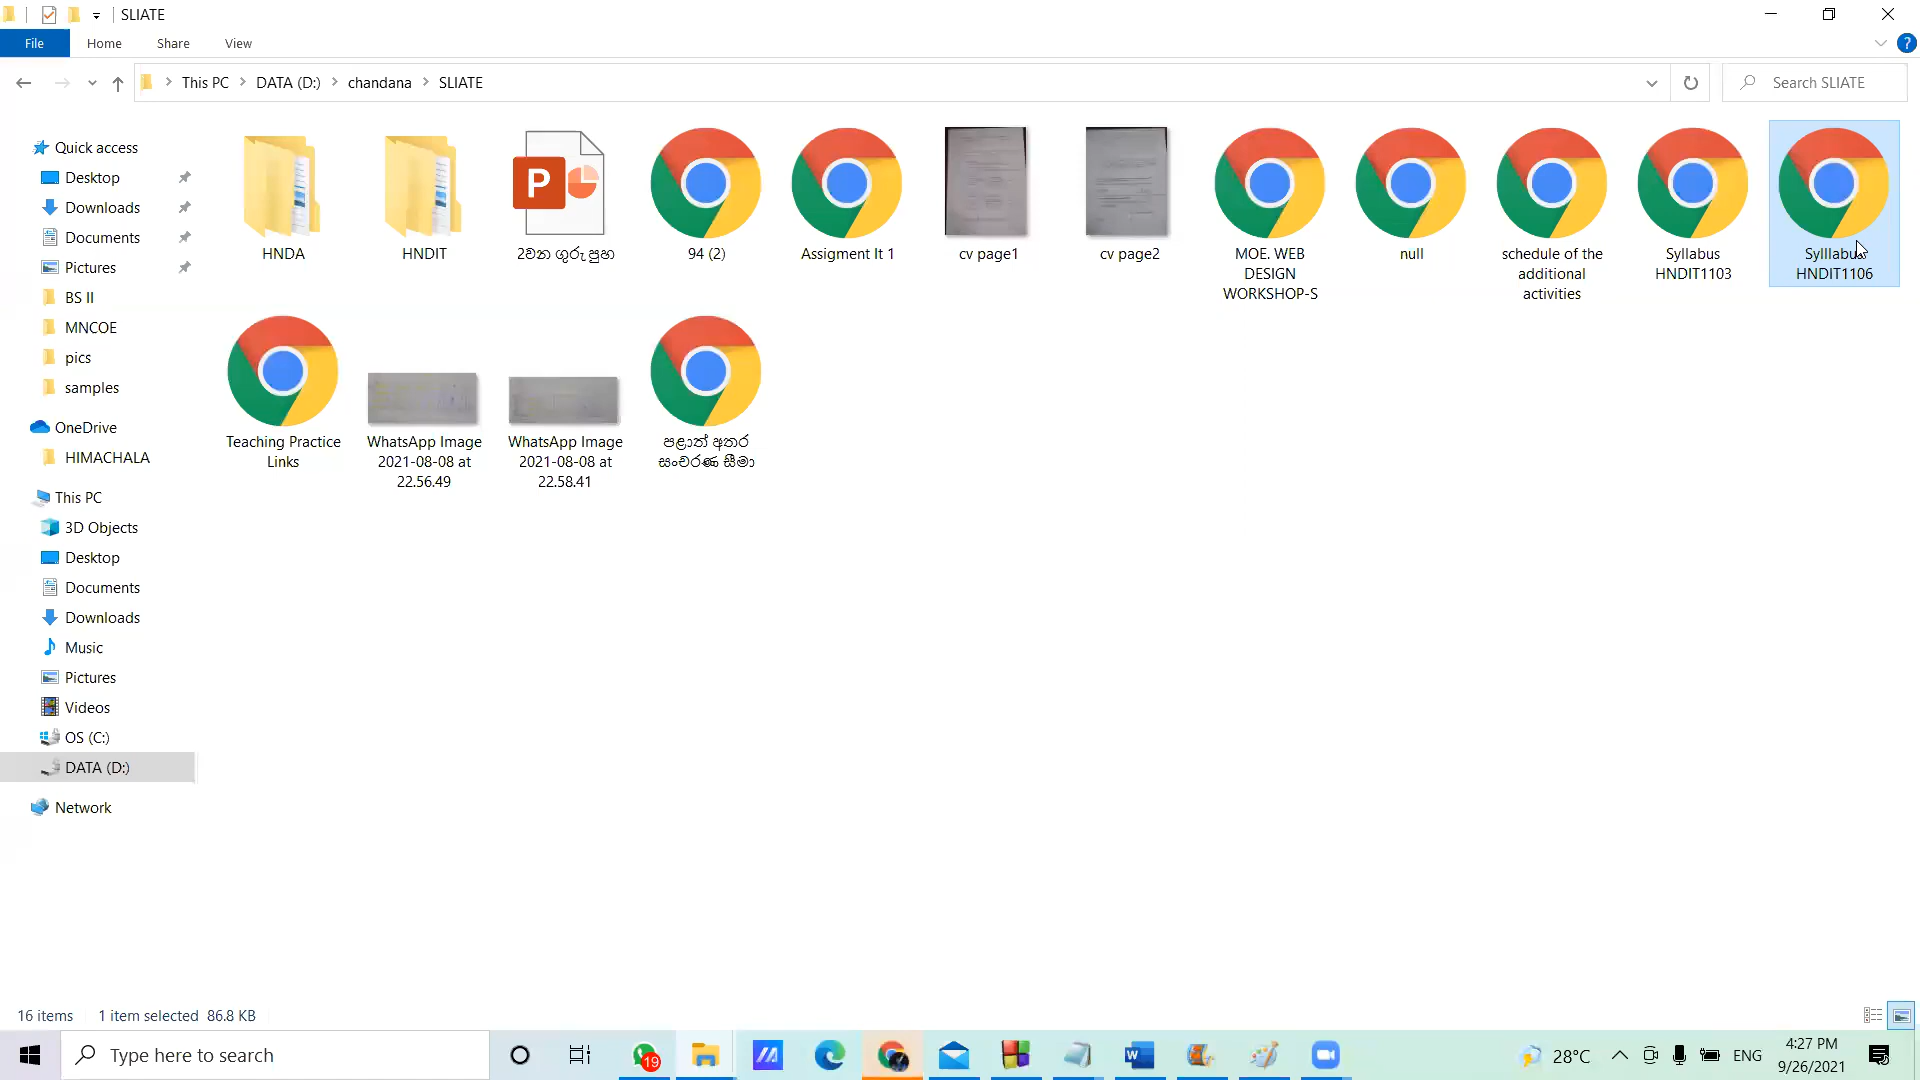 SLIATE
File Home Share View
This PC DATA (D:) chandana SLIATE
Search SLIATE
Quick access
Desktop
Downloads
Documents
Pictures
BS II
MNCOE
pics
samples
OneDrive
HIMACHALA
This PC
3D Objects
Desktop
Documents
Downloads
Music
Pictures
Videos
OS (C:)
DATA (D:)
Network
HNDA
HNDIT
2වන ගුරු පුහ
94 (2)
Assigment It 1
cv page1
cv page2
MOE. WEB
DESIGN
WORKSHOP-S
null
schedule of the
additional
activities
Syllabus
HNDIT1103
Sylllabus
HNDIT1106
Teaching Practice
Links
WhatsApp Image
2021-08-08 at
22.56.49
WhatsApp Image
2021-08-08 at
22.58.41
පළාත් අතර
සංචරණ සීමා
16 items 1 item selected 86.8 KB
Type here to search
19
28°C
ENG
4:27 PM
9/26/2021